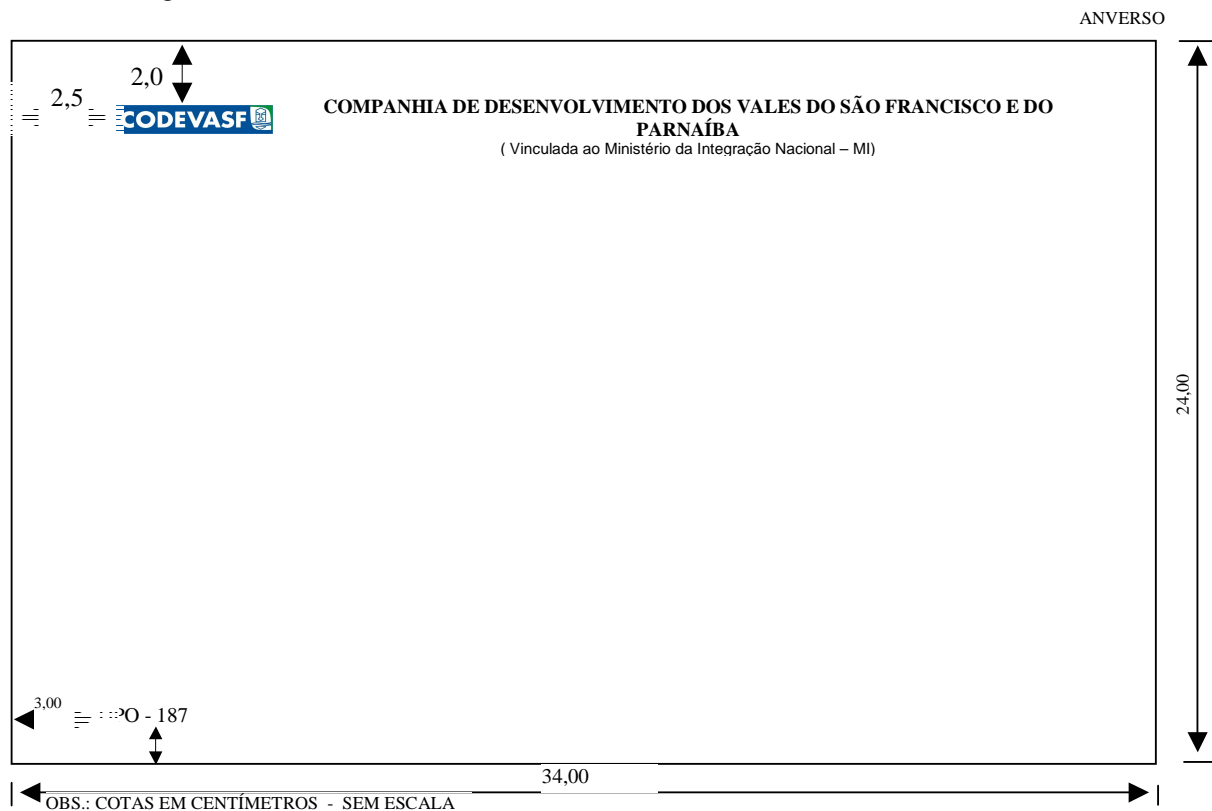 ANVERSO
2,0
2,5
CODEVASF
COMPANHIA DE DESENVOLVIMENTO DOS VALES DO SÃO FRANCISCO E DO
PARNAÍBA
( Vinculada ao Ministério da Integração Nacional – MI)
24,00
3,00
- 187
34,00
OBS.: COTAS EM CENTÍMETROS - SEM ESCALA